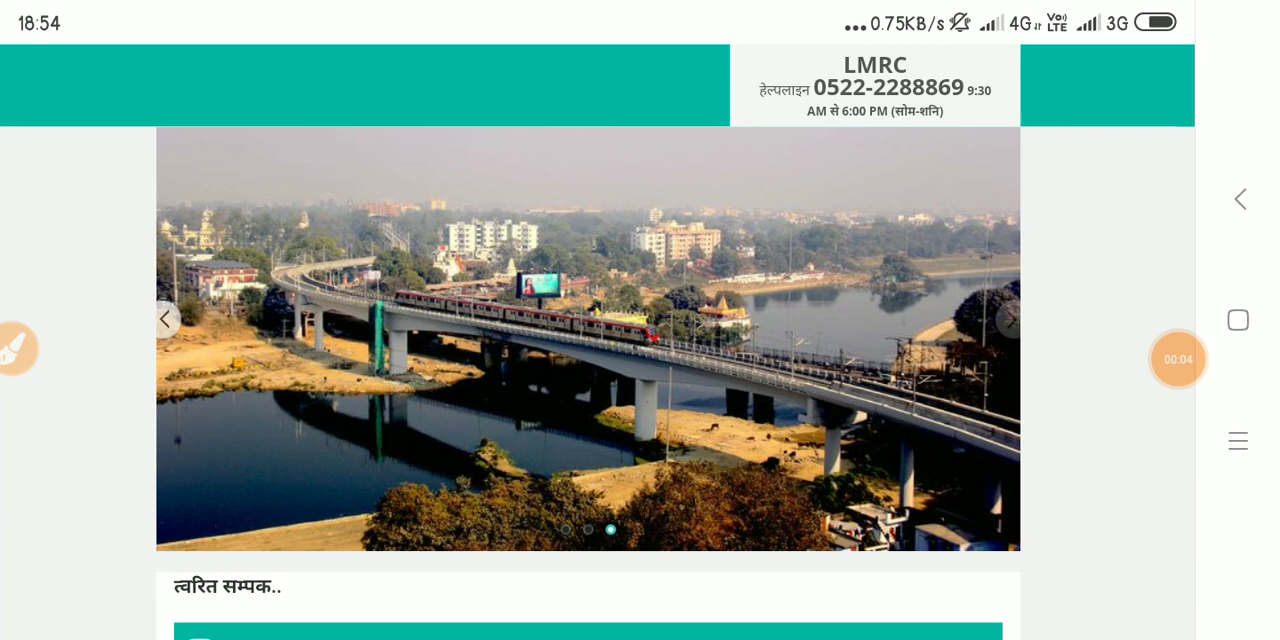 18:54
... 0.75KB/s 4G VoLTE 3G
LMRC
हेल्पलाइन 0522-2288869 9:30
AM से 6:00 PM (सोम-शनि)
00:04
त्वरित सम्पक..